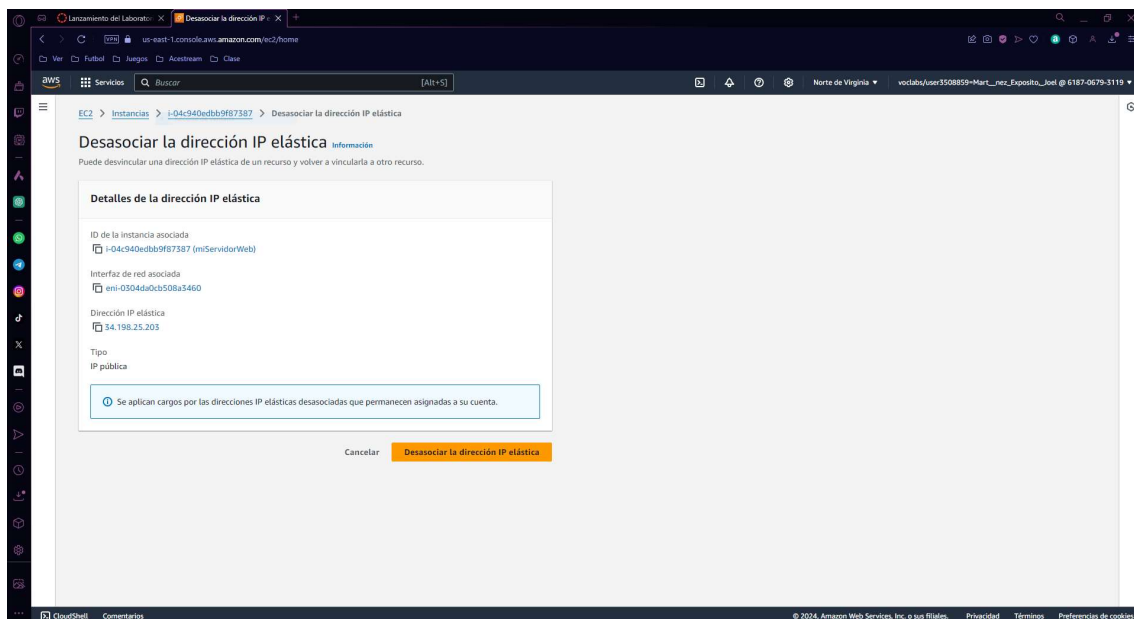 Lanzamiento del Laborator
Desasociar la dirección IP e
VPN
us-east-1.console.aws.amazon.com/ec2/home
Ver
Futbol
Juegos
Acestream
Clase
aws
Servicios
Buscar
[Alt+S]
Norte de Virginia
voclabs/user3508859=Mart__nez_Exposito,_Joel @ 6187-0679-3119
EC2 > Instancias > i-04c940edbb9f87387 > Desasociar la dirección IP elástica
Desasociar la dirección IP elástica Información
Puede desvincular una dirección IP elástica de un recurso y volver a vincularla a otro recurso.
Detalles de la dirección IP elástica
ID de la instancia asociada
i-04c940edbb9f87387 (miServidorWeb)
Interfaz de red asociada
eni-0304da0cb508a3460
Dirección IP elástica
34.198.25.203
Tipo
IP pública
Se aplican cargos por las direcciones IP elásticas desasociadas que permanecen asignadas a su cuenta.
Cancelar
Desasociar la dirección IP elástica
CloudShell
Comentarios
© 2024, Amazon Web Services, Inc. o sus filiales.
Privacidad
Términos
Preferencias de cookies